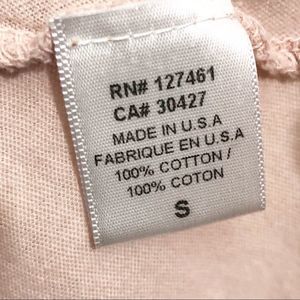 RN# 127461
CA# 30427
MADE IN U.S.A
FABRIQUE EN U.S.A
100% COTTON /
100% COTON
S